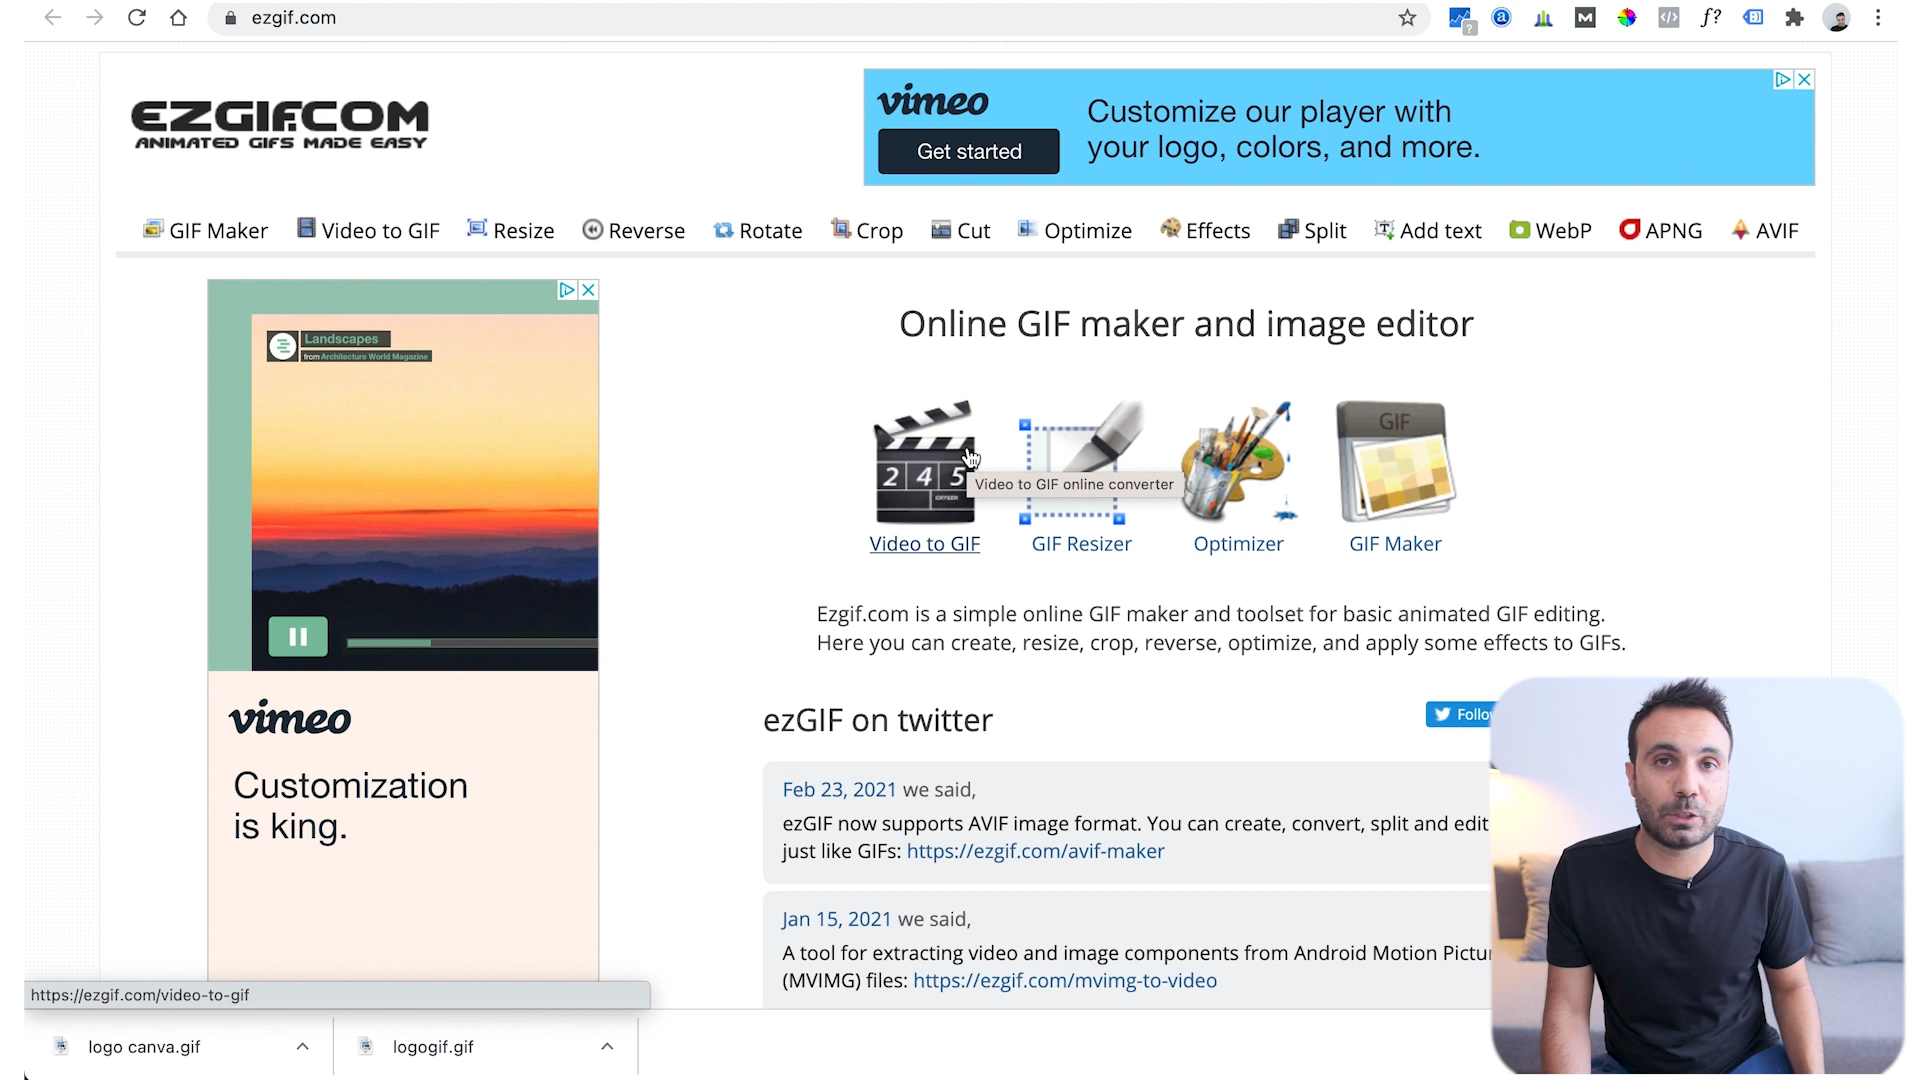 ezgif.com
EZGIF.COM
ANIMATED GIFS MADE EASY
vimeo
Get started
Customize our player with
your logo, colors, and more.
GIF Maker
Video to GIF
Resize
Reverse
Rotate
Crop
Cut
Optimize
Effects
Split
Add text
WebP
APNG
AVIF
Landscapes
from Architecture World Magazine
vimeo
Customization
is king.
Online GIF maker and image editor
2 4 5
GIF
Video to GIF online converter
Video to GIF
GIF Resizer
Optimizer
GIF Maker
Ezgif.com is a simple online GIF maker and toolset for basic animated GIF editing.
Here you can create, resize, crop, reverse, optimize, and apply some effects to GIFs.
ezGIF on twitter
Follo
Feb 23, 2021 we said,
ezGIF now supports AVIF image format. You can create, convert, split and edit
just like GIFs: https://ezgif.com/avif-maker
Jan 15, 2021 we said,
A tool for extracting video and image components from Android Motion Pictur
(MVIMG) files: https://ezgif.com/mvimg-to-video
https://ezgif.com/video-to-gif
logo canva.gif
logogif.gif